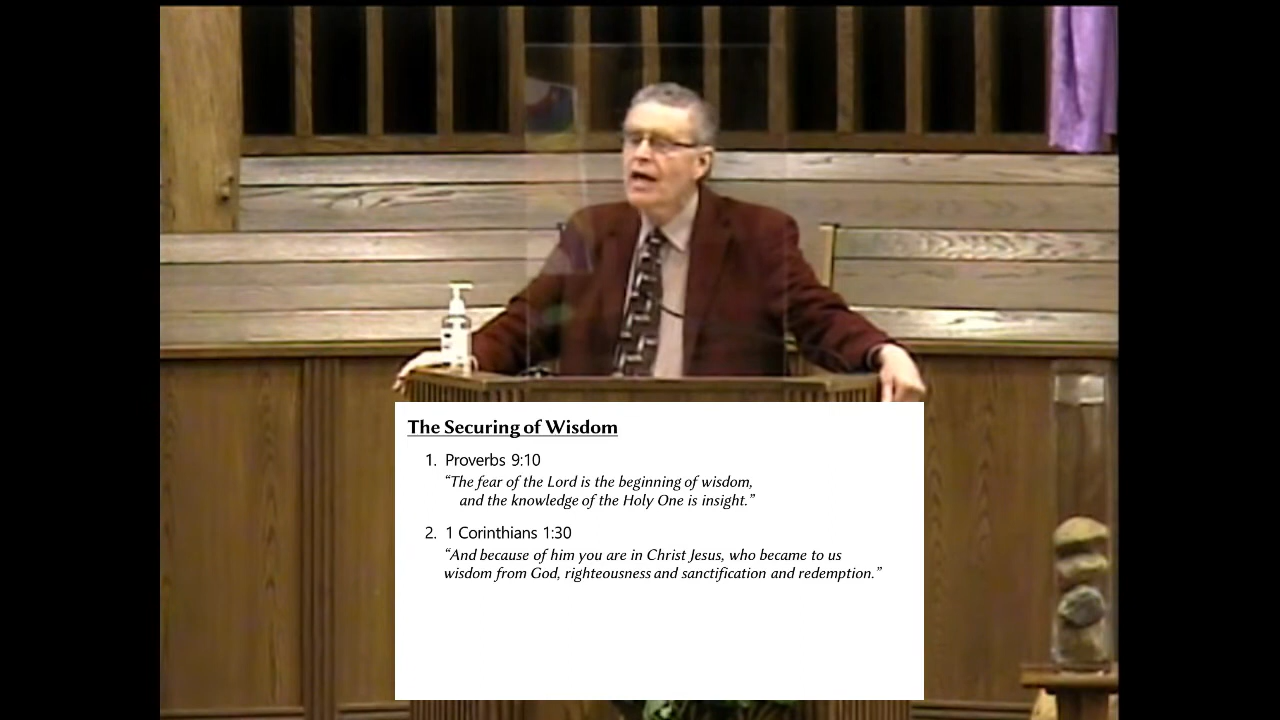 The Securing of Wisdom
1. Proverbs 9:10
“The fear of the Lord is the beginning of wisdom,
and the knowledge of the Holy One is insight.”
2. 1 Corinthians 1:30
“And because of him you are in Christ Jesus, who became to us
wisdom from God, righteousness and sanctification and redemption.”